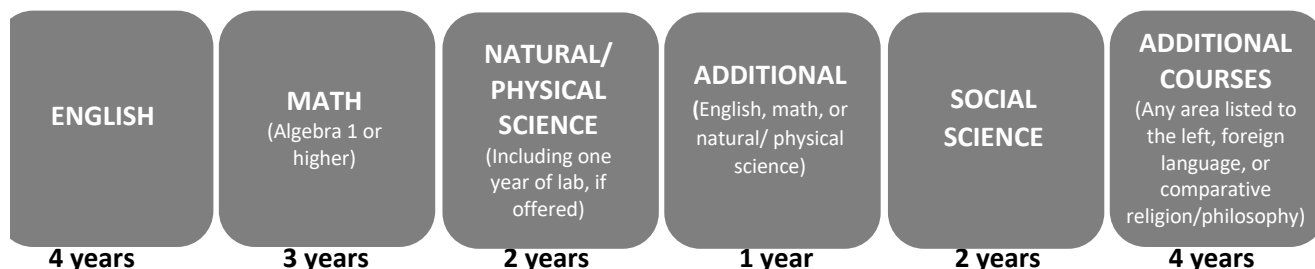 ENGLISH
4 years
MATH
(Algebra 1 or
higher)
3 years
NATURAL/
PHYSICAL
SCIENCE
(Including one
year of lab, if
offered)
2 years
ADDITIONAL
(English, math, or
natural/ physical
science)
1 year
SOCIAL
SCIENCE
2 years
ADDITIONAL
COURSES
(Any area listed to
the left, foreign
language, or
comparative
religion/philosophy)
4 years